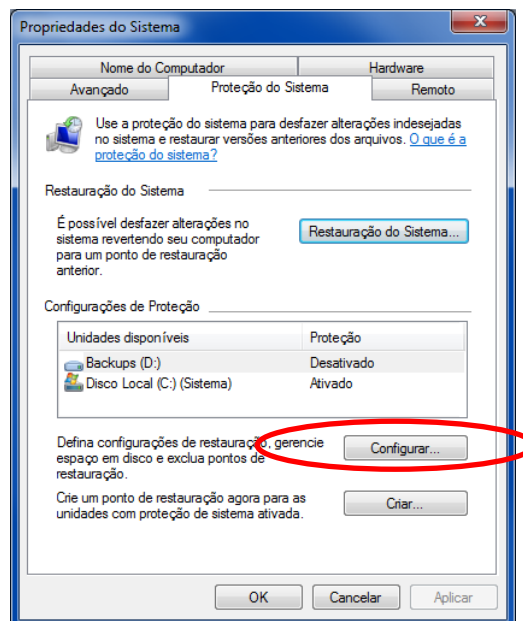 Propriedades do Sistema
Nome do Computador
Hardware
Avançado
Proteção do Sistema
Remoto
Use a proteção do sistema para desfazer alterações indesejadas
no sistema e restaurar versões anteriores dos arquivos. O que é a
proteção do sistema?
Restauração do Sistema
É possível desfazer alterações no
sistema revertendo seu computador
para um ponto de restauração
anterior.
Restauração do Sistema...
Configurações de Proteção
Unidades disponíveis
Proteção
Backups (D:)
Desativado
Disco Local (C:) (Sistema)
Ativado
Defina configurações de restauração, gerencie
espaço em disco e exclua pontos de
restauração.
Configurar...
Crie um ponto de restauração agora para as
unidades com proteção de sistema ativada.
Criar...
OK
Cancelar
Aplicar